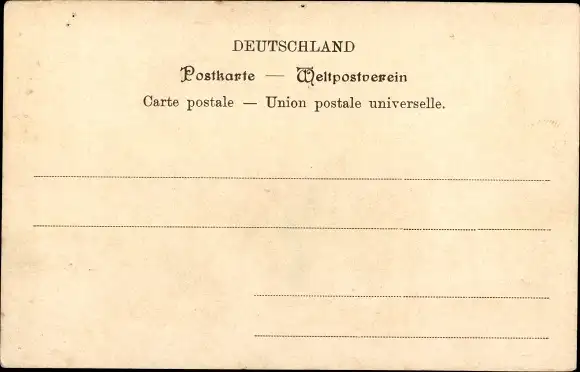 DEUTSCHLAND
Postkarte — Weltpostverein
Carte postale — Union postale universelle.